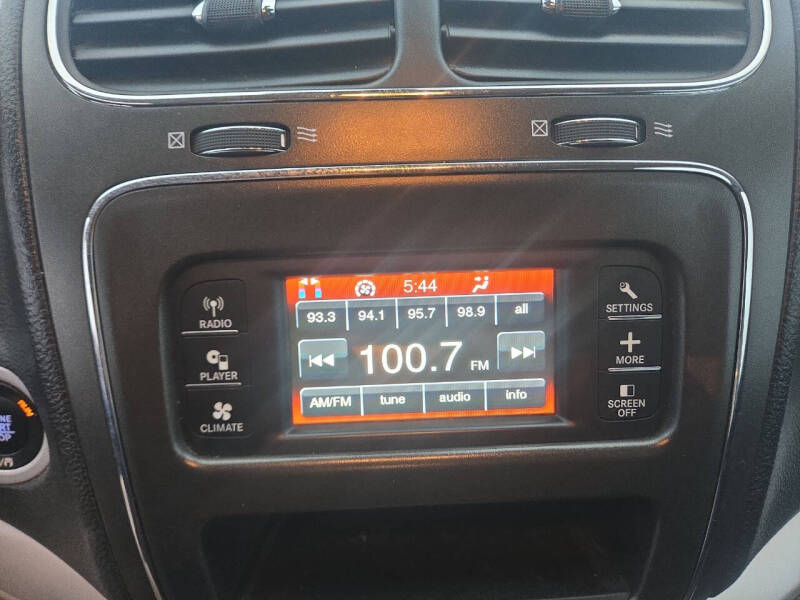 5:44
93.3 94.1 95.7 98.9 all
100.7 FM
AM/FM tune audio info
RADIO
PLAYER
CLIMATE
SETTINGS
MORE
SCREEN
OFF